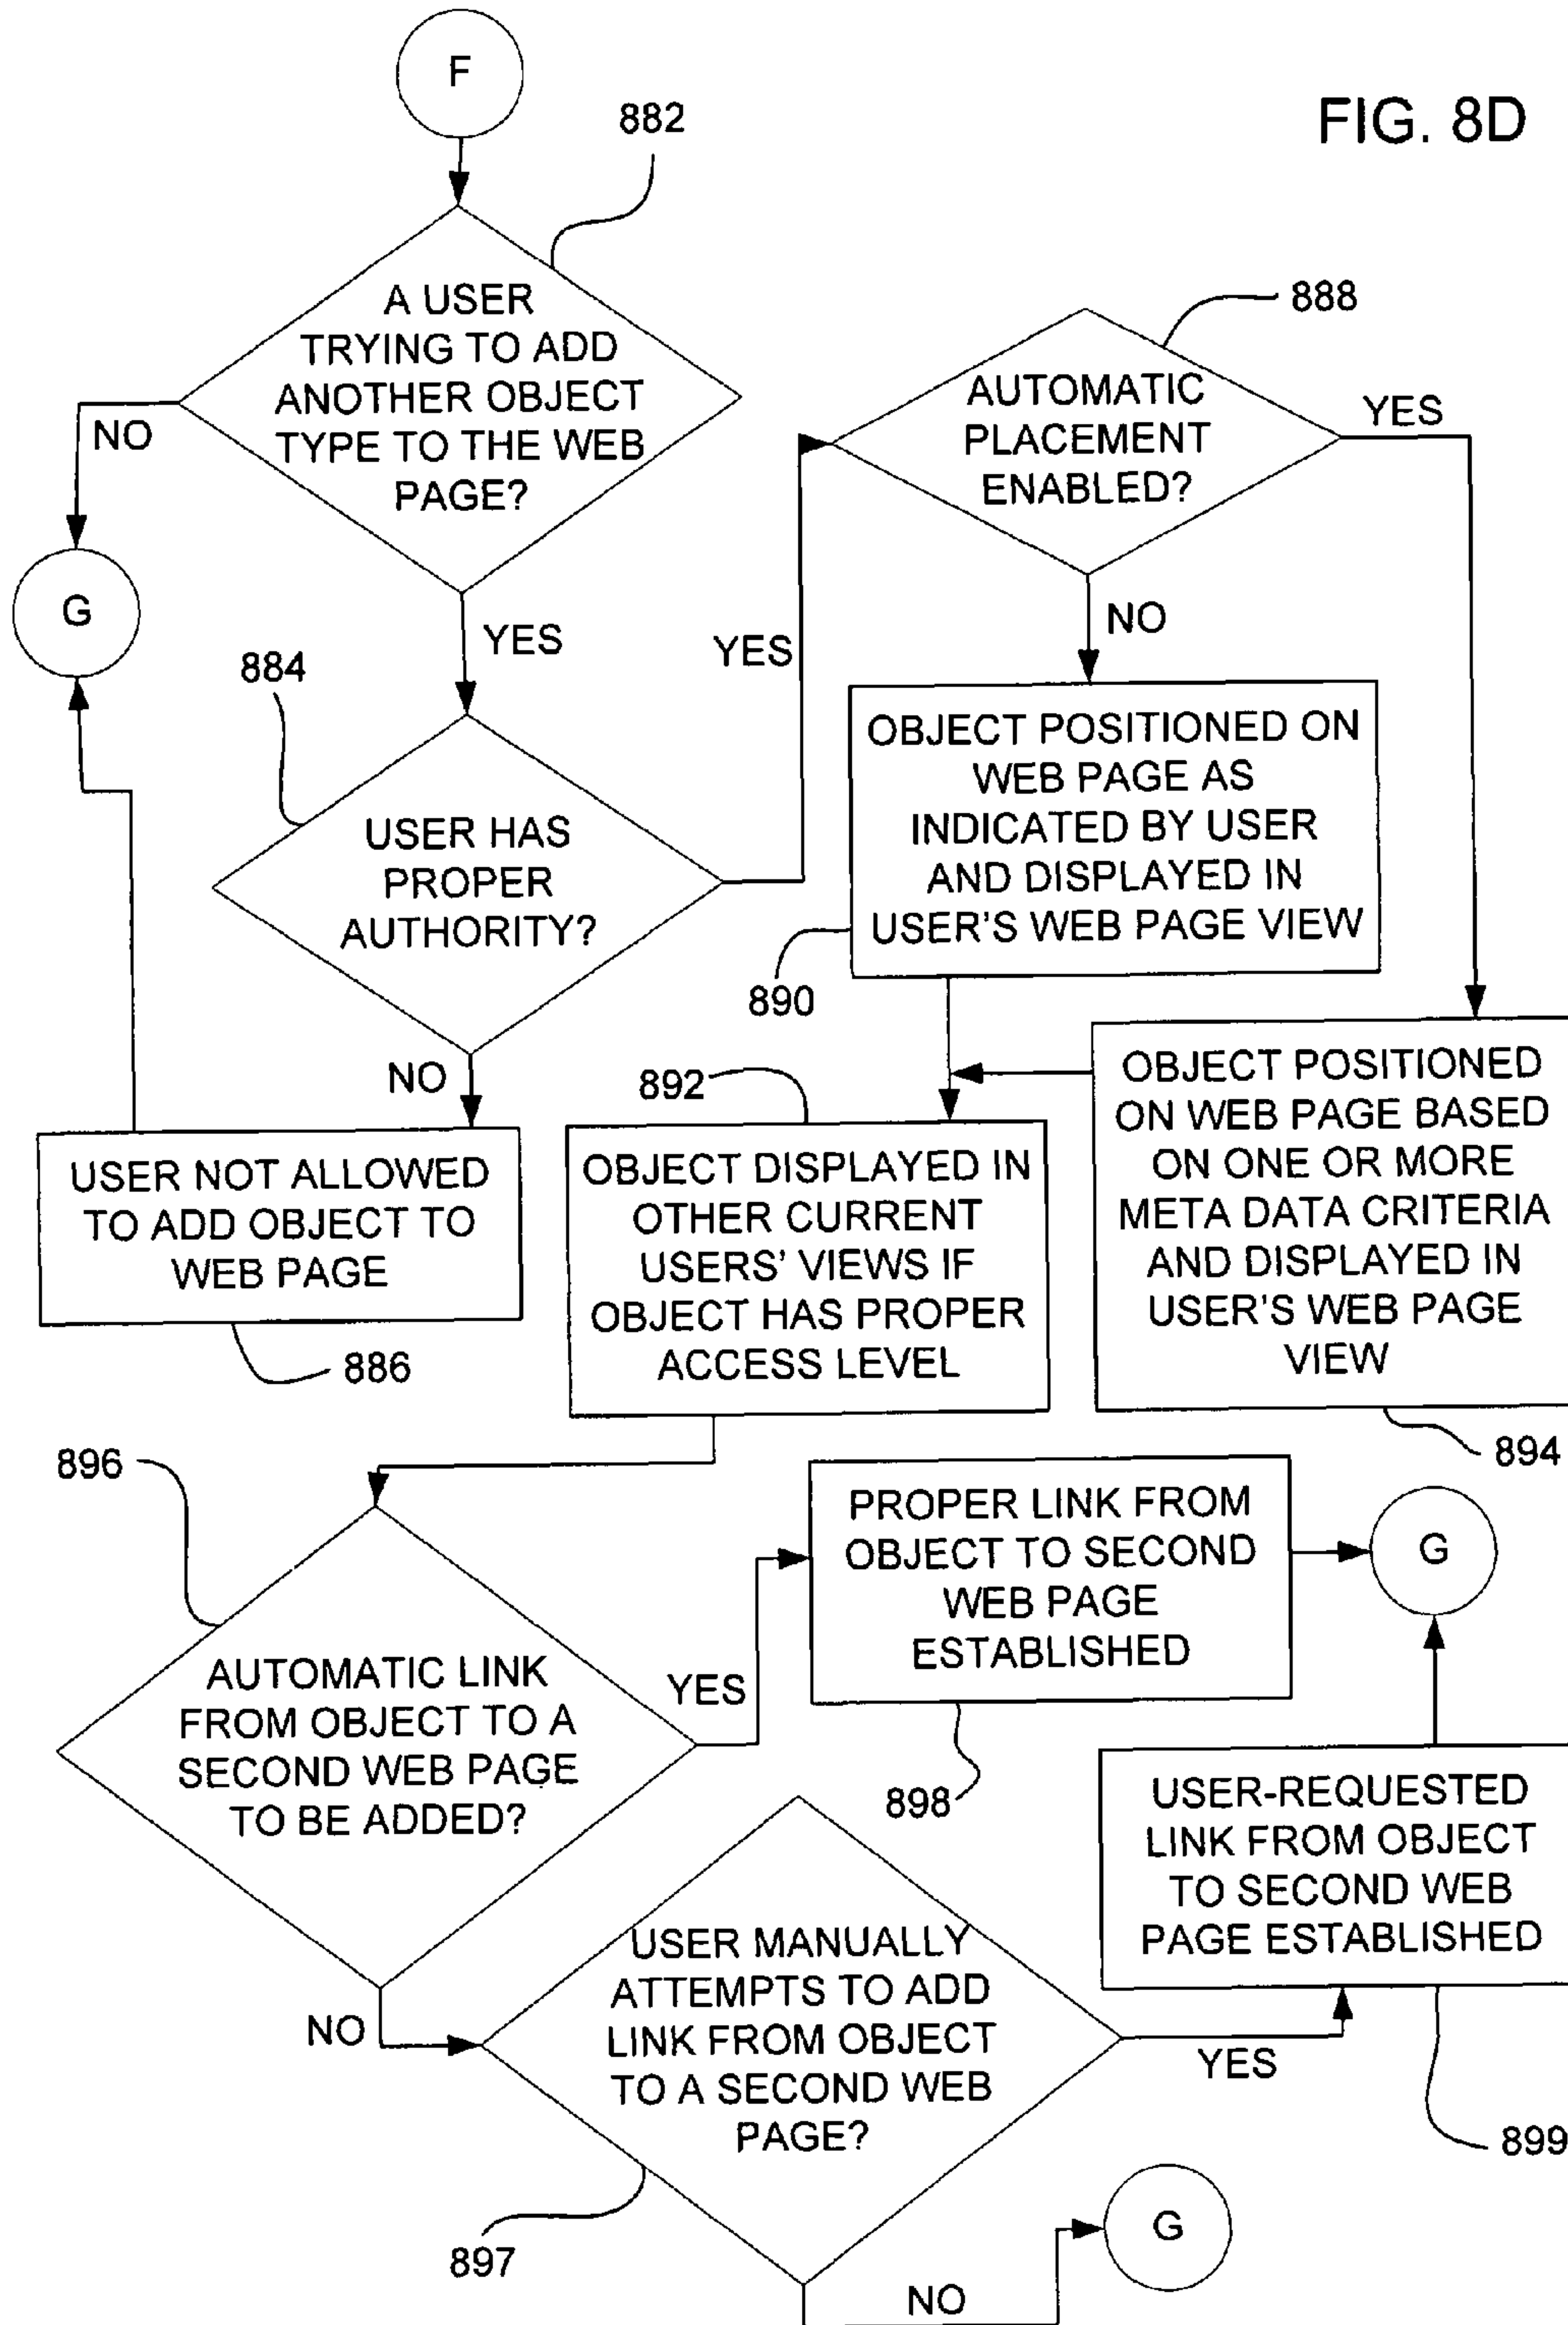 F
882
FIG. 8D
A USER
TRYING TO ADD
ANOTHER OBJECT
TYPE TO THE WEB
PAGE?
NO
G
YES
888
AUTOMATIC
PLACEMENT
ENABLED?
YES
NO
884
USER HAS
PROPER
AUTHORITY?
YES
NO
OBJECT POSITIONED ON
WEB PAGE AS
INDICATED BY USER
AND DISPLAYED IN
USER'S WEB PAGE VIEW
890
USER NOT ALLOWED
TO ADD OBJECT TO
WEB PAGE
886
892
OBJECT DISPLAYED IN
OTHER CURRENT
USERS' VIEWS IF
OBJECT HAS PROPER
ACCESS LEVEL
OBJECT POSITIONED
ON WEB PAGE BASED
ON ONE OR MORE
META DATA CRITERIA
AND DISPLAYED IN
USER'S WEB PAGE
VIEW
894
896
AUTOMATIC LINK
FROM OBJECT TO A
SECOND WEB PAGE
TO BE ADDED?
YES
NO
PROPER LINK FROM
OBJECT TO SECOND
WEB PAGE
ESTABLISHED
898
G
USER-REQUESTED
LINK FROM OBJECT
TO SECOND WEB
PAGE ESTABLISHED
899
USER MANUALLY
ATTEMPTS TO ADD
LINK FROM OBJECT
TO A SECOND WEB
PAGE?
YES
897
NO
G